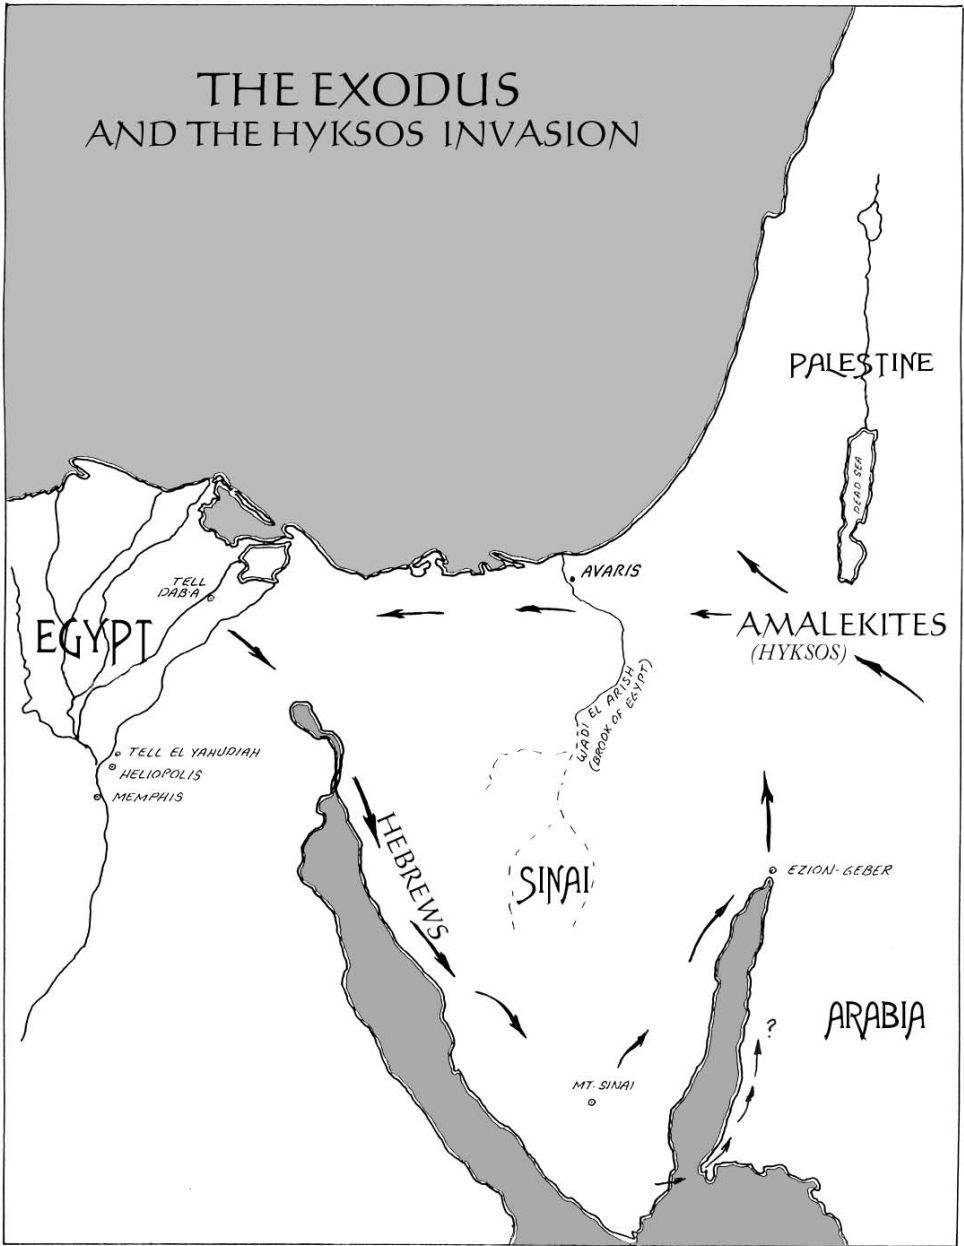 THE EXODUS
AND THE HYKSOS INVASION
PALESTINE
DEAD SEA
AVARIS
TELL
DAB·A
EGYPT
AMALEKITES
(HYKSOS)
WADI EL ARISH
(BROOK OF EGYPT)
TELL EL YAHUDIAH
HELIOPOLIS
MEMPHIS
HEBREWS
SINAI
EZION-GEBER
ARABIA
?
MT. SINAI